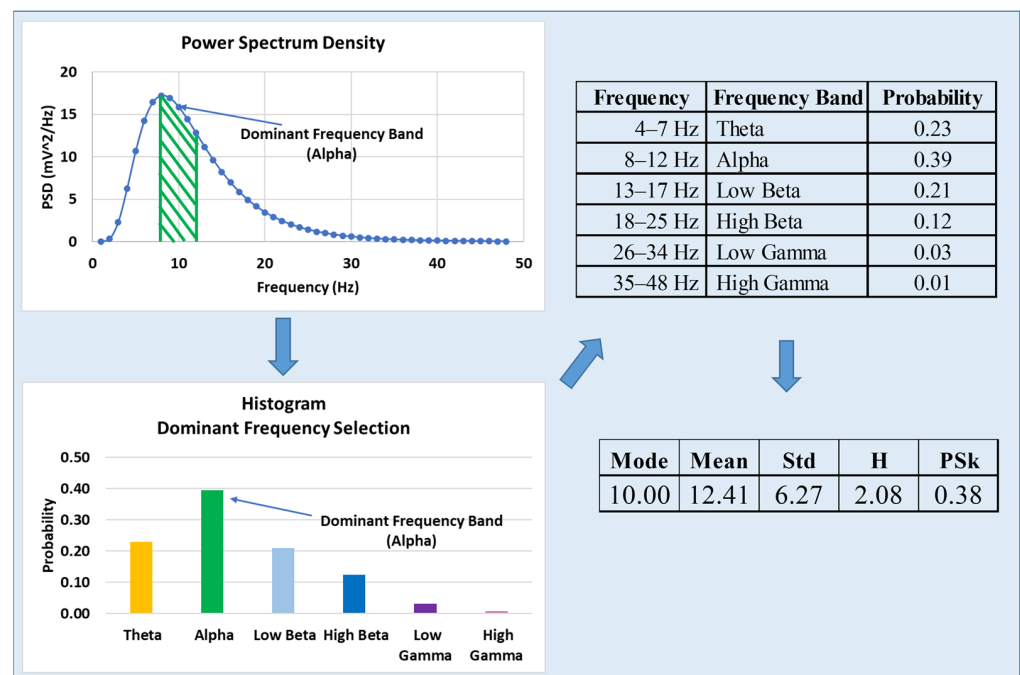 Power Spectrum Density
20
15
10
5
0
PSD (mV^2/Hz)
Dominant Frequency Band
(Alpha)
0 10 20 30 40 50
Frequency (Hz)
Frequency Frequency Band Probability
4–7 Hz Theta 0.23
8–12 Hz Alpha 0.39
13–17 Hz Low Beta 0.21
18–25 Hz High Beta 0.12
26–34 Hz Low Gamma 0.03
35–48 Hz High Gamma 0.01
Histogram
Dominant Frequency Selection
0.50
0.40
0.30
0.20
0.10
0.00
Probability
Dominant Frequency Band
(Alpha)
Theta Alpha Low Beta High Beta Low High
Gamma Gamma
Mode Mean Std H PSk
10.00 12.41 6.27 2.08 0.38